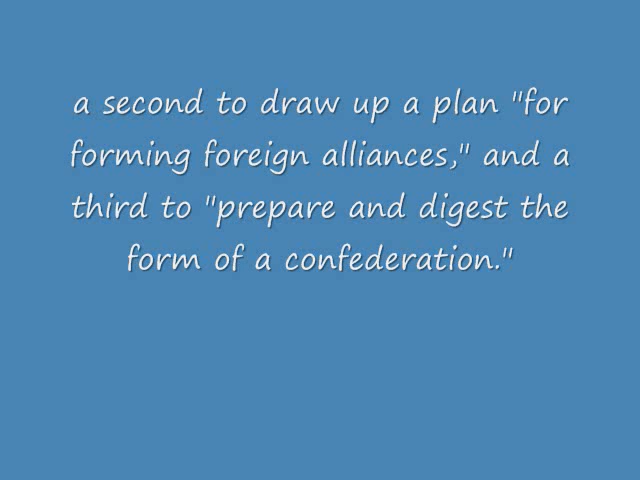 a second to draw up a plan "for
forming foreign alliances," and a
third to "prepare and digest the
form of a confederation."